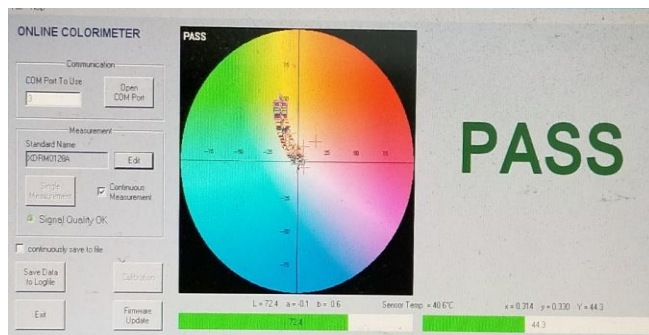 ONLINE COLORIMETER
Communication
COM Port To Use
3
Open
COM Port
Measurement
Standard Name
XDRM0128A
Edit
Single
Measurement
Continuous
Measurement
Signal Quality OK
continuously save to file
Save Data
to Logfile
Calibration
Exit
Firmware
Update
PASS
PASS
L = 72.4 a = -0.1 b = 0.6
Sensor Temp. = 40.6°C
x = 0.314 y = 0.330 Y = 44.3
72.4
44.3